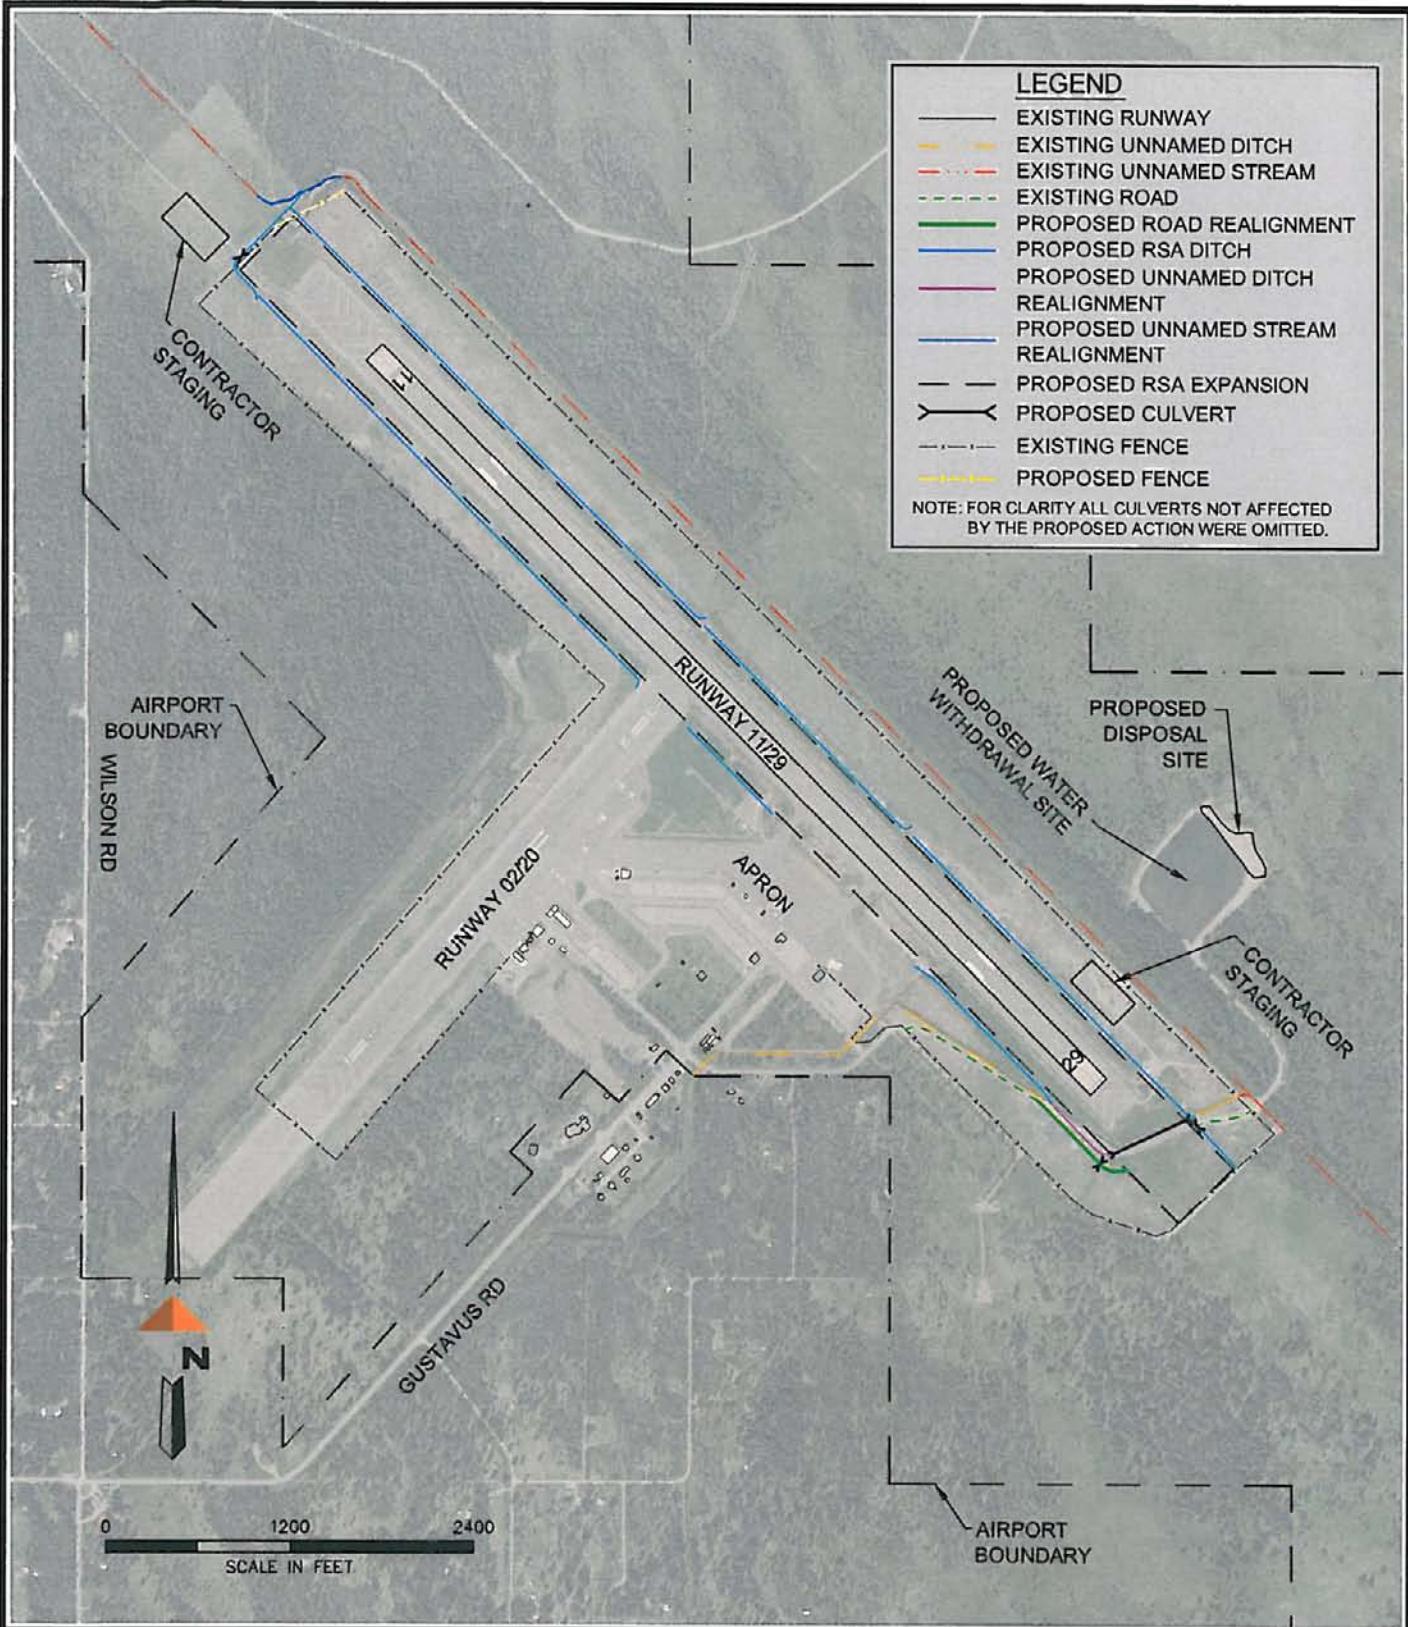 LEGEND
EXISTING RUNWAY
EXISTING UNNAMED DITCH
EXISTING UNNAMED STREAM
EXISTING ROAD
PROPOSED ROAD REALIGNMENT
PROPOSED RSA DITCH
PROPOSED UNNAMED DITCH
REALIGNMENT
PROPOSED UNNAMED STREAM
REALIGNMENT
PROPOSED RSA EXPANSION
PROPOSED CULVERT
EXISTING FENCE
PROPOSED FENCE
NOTE: FOR CLARITY ALL CULVERTS NOT AFFECTED
BY THE PROPOSED ACTION WERE OMITTED.
CONTRACTOR
STAGING
11
RUNWAY 11/29
AIRPORT
BOUNDARY
WILSON RD
PROPOSED WATER
WITHDRAWAL SITE
PROPOSED
DISPOSAL
SITE
RUNWAY 02/20
APRON
CONTRACTOR
STAGING
29
GUSTAVUS RD
N
0 1200 2400
SCALE IN FEET
AIRPORT
BOUNDARY